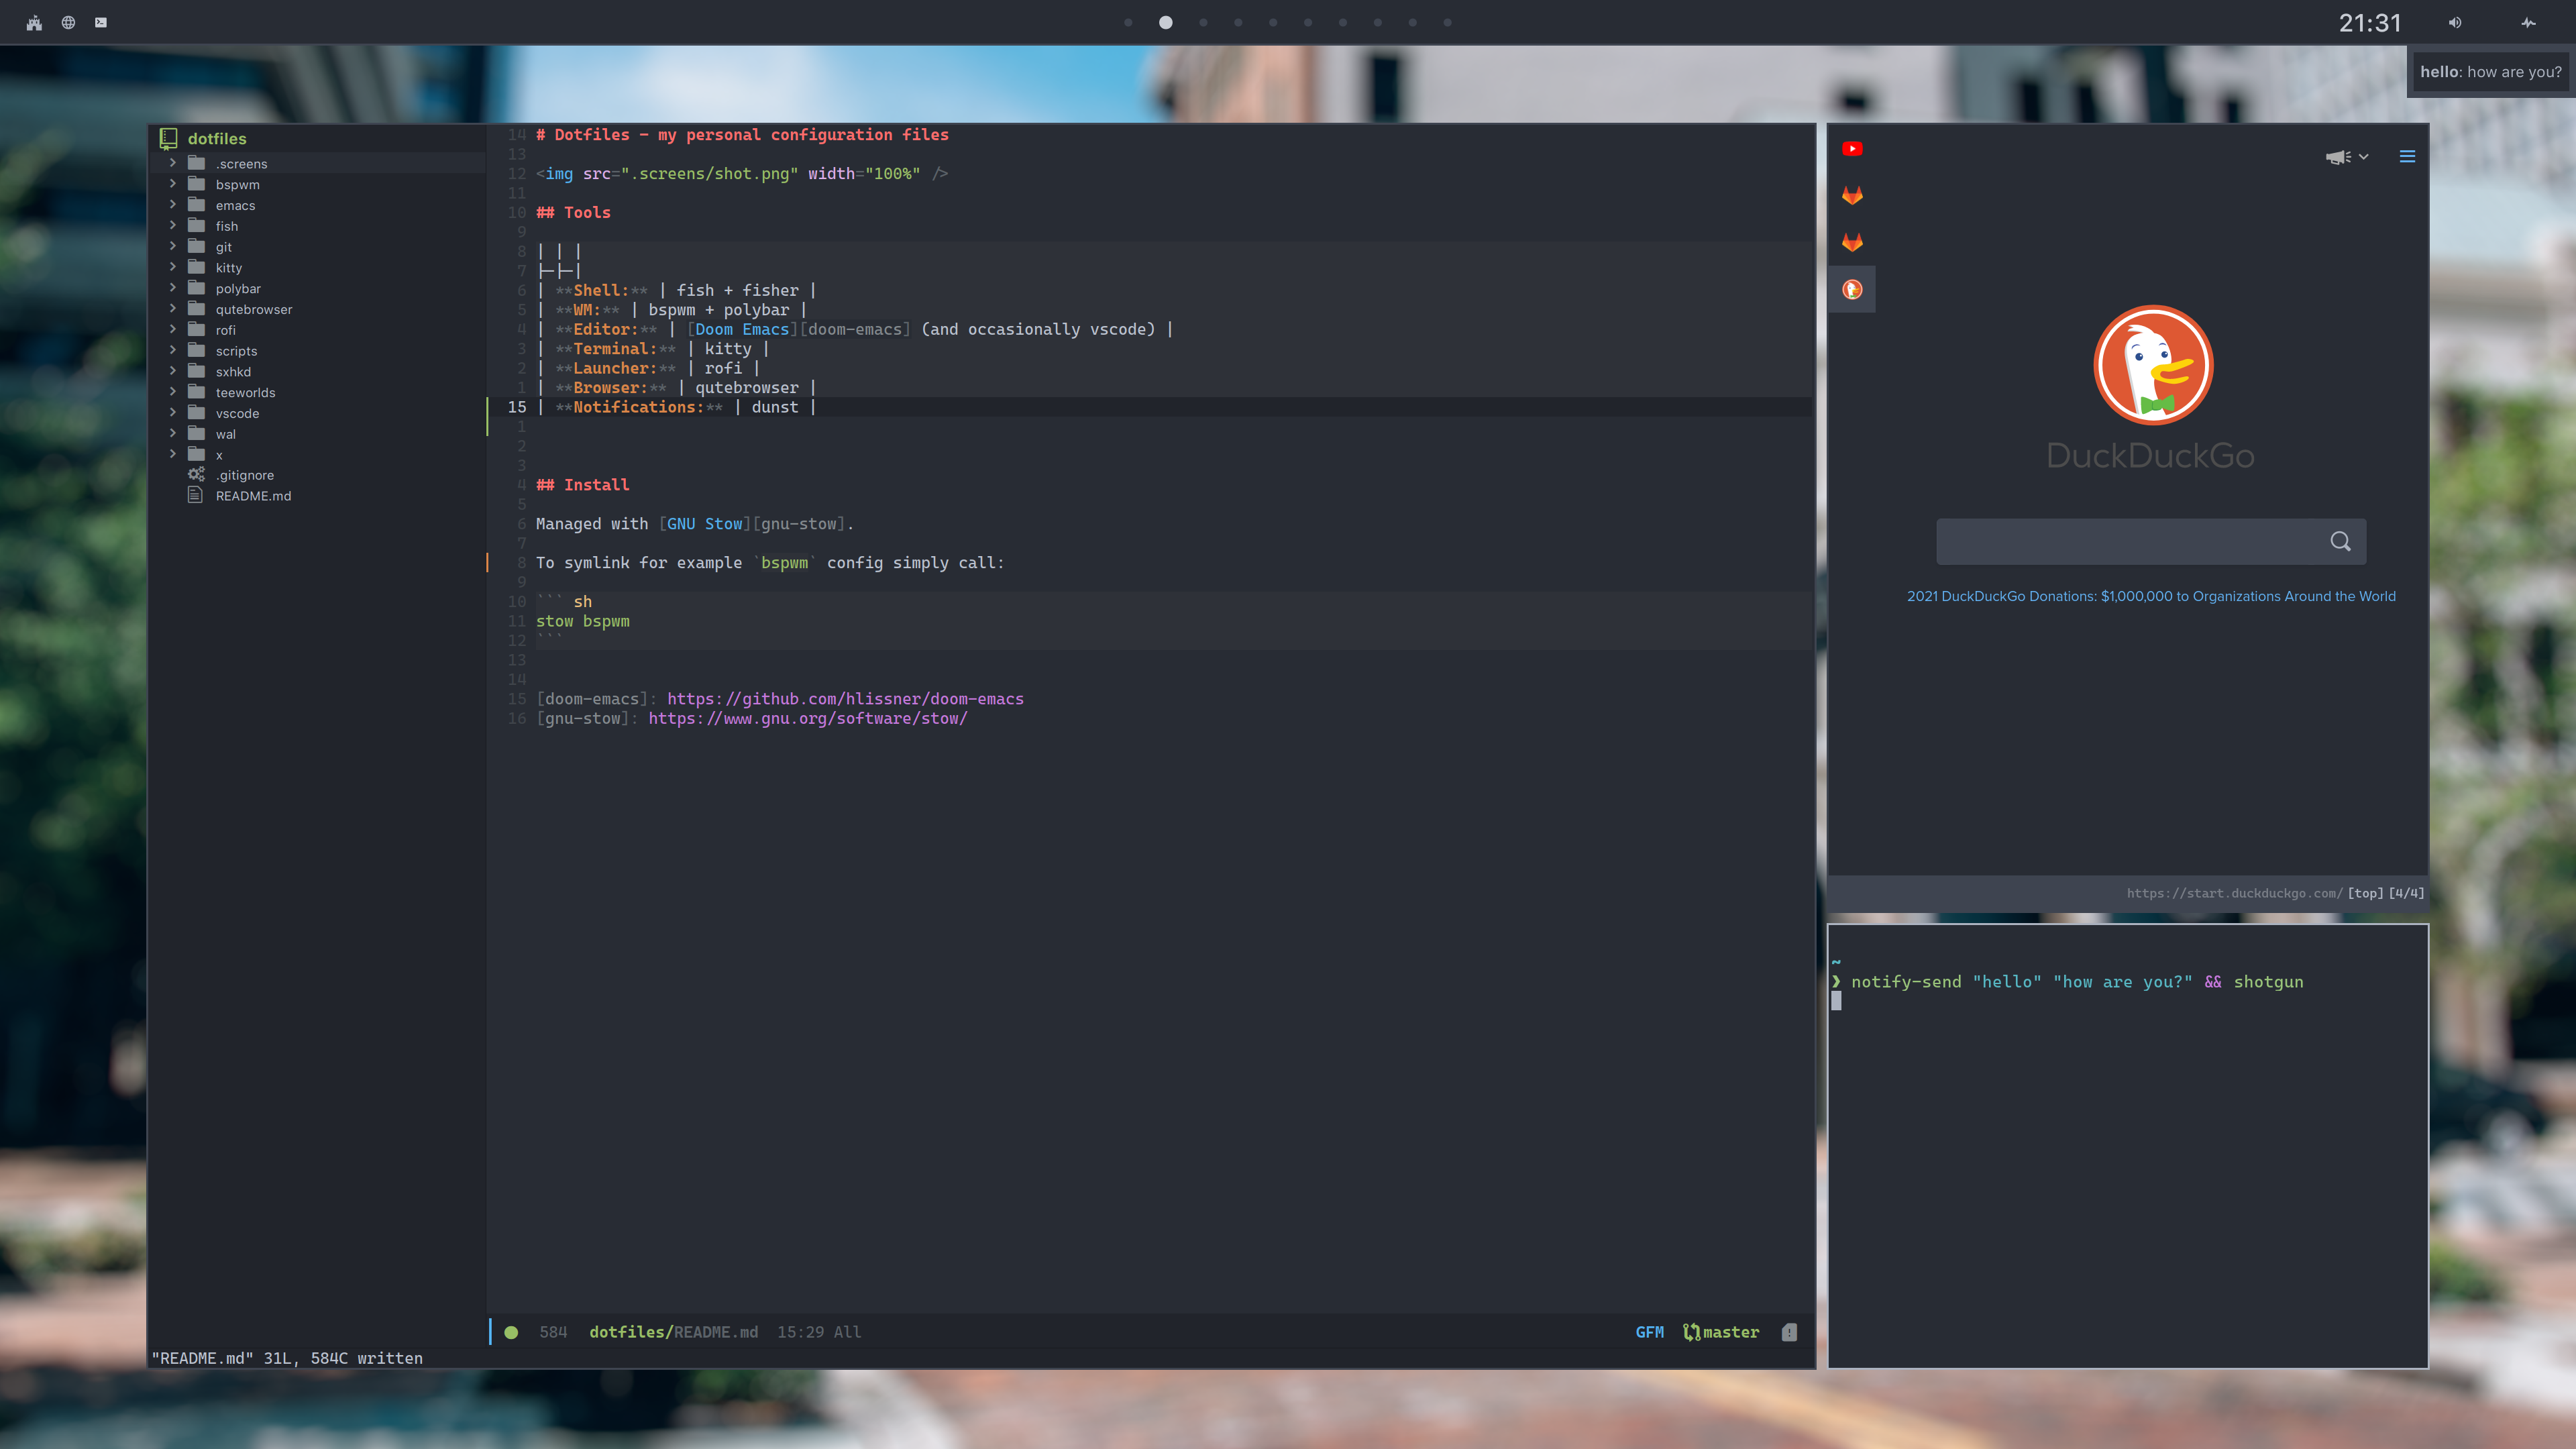 21:31
hello: how are you?
dotfiles
.screens
bspwm
emacs
fish
git
kitty
polybar
qutebrowser
rofi
scripts
sxhkd
teeworlds
vscode
wal
x
.gitignore
README.md
14 # Dotfiles - my personal configuration files
13
12 <img src=".screens/shot.png" width="100%" />
11
10 ## Tools
9
8 | | |
7 |-|-|
6 | **Shell:** | fish + fisher |
5 | **WM:** | bspwm + polybar |
4 | **Editor:** | [Doom Emacs][doom-emacs] (and occasionally vscode) |
3 | **Terminal:** | kitty |
2 | **Launcher:** | rofi |
1 | **Browser:** | qutebrowser |
15 | **Notifications:** | dunst |
1
2
3
4 ## Install
5
6 Managed with [GNU Stow][gnu-stow].
7
8 To symlink for example `bspwm` config simply call:
9
10 ``` sh
11 stow bspwm
12 ```
13
14
15 [doom-emacs]: https://github.com/hlissner/doom-emacs
16 [gnu-stow]: https://www.gnu.org/software/stow/
584 dotfiles/README.md 15:29 All GFM master
"README.md" 31L, 584C written
DuckDuckGo
2021 DuckDuckGo Donations: $1,000,000 to Organizations Around the World
https://start.duckduckgo.com/ [top] [4/4]
~
❯ notify-send "hello" "how are you?" && shotgun